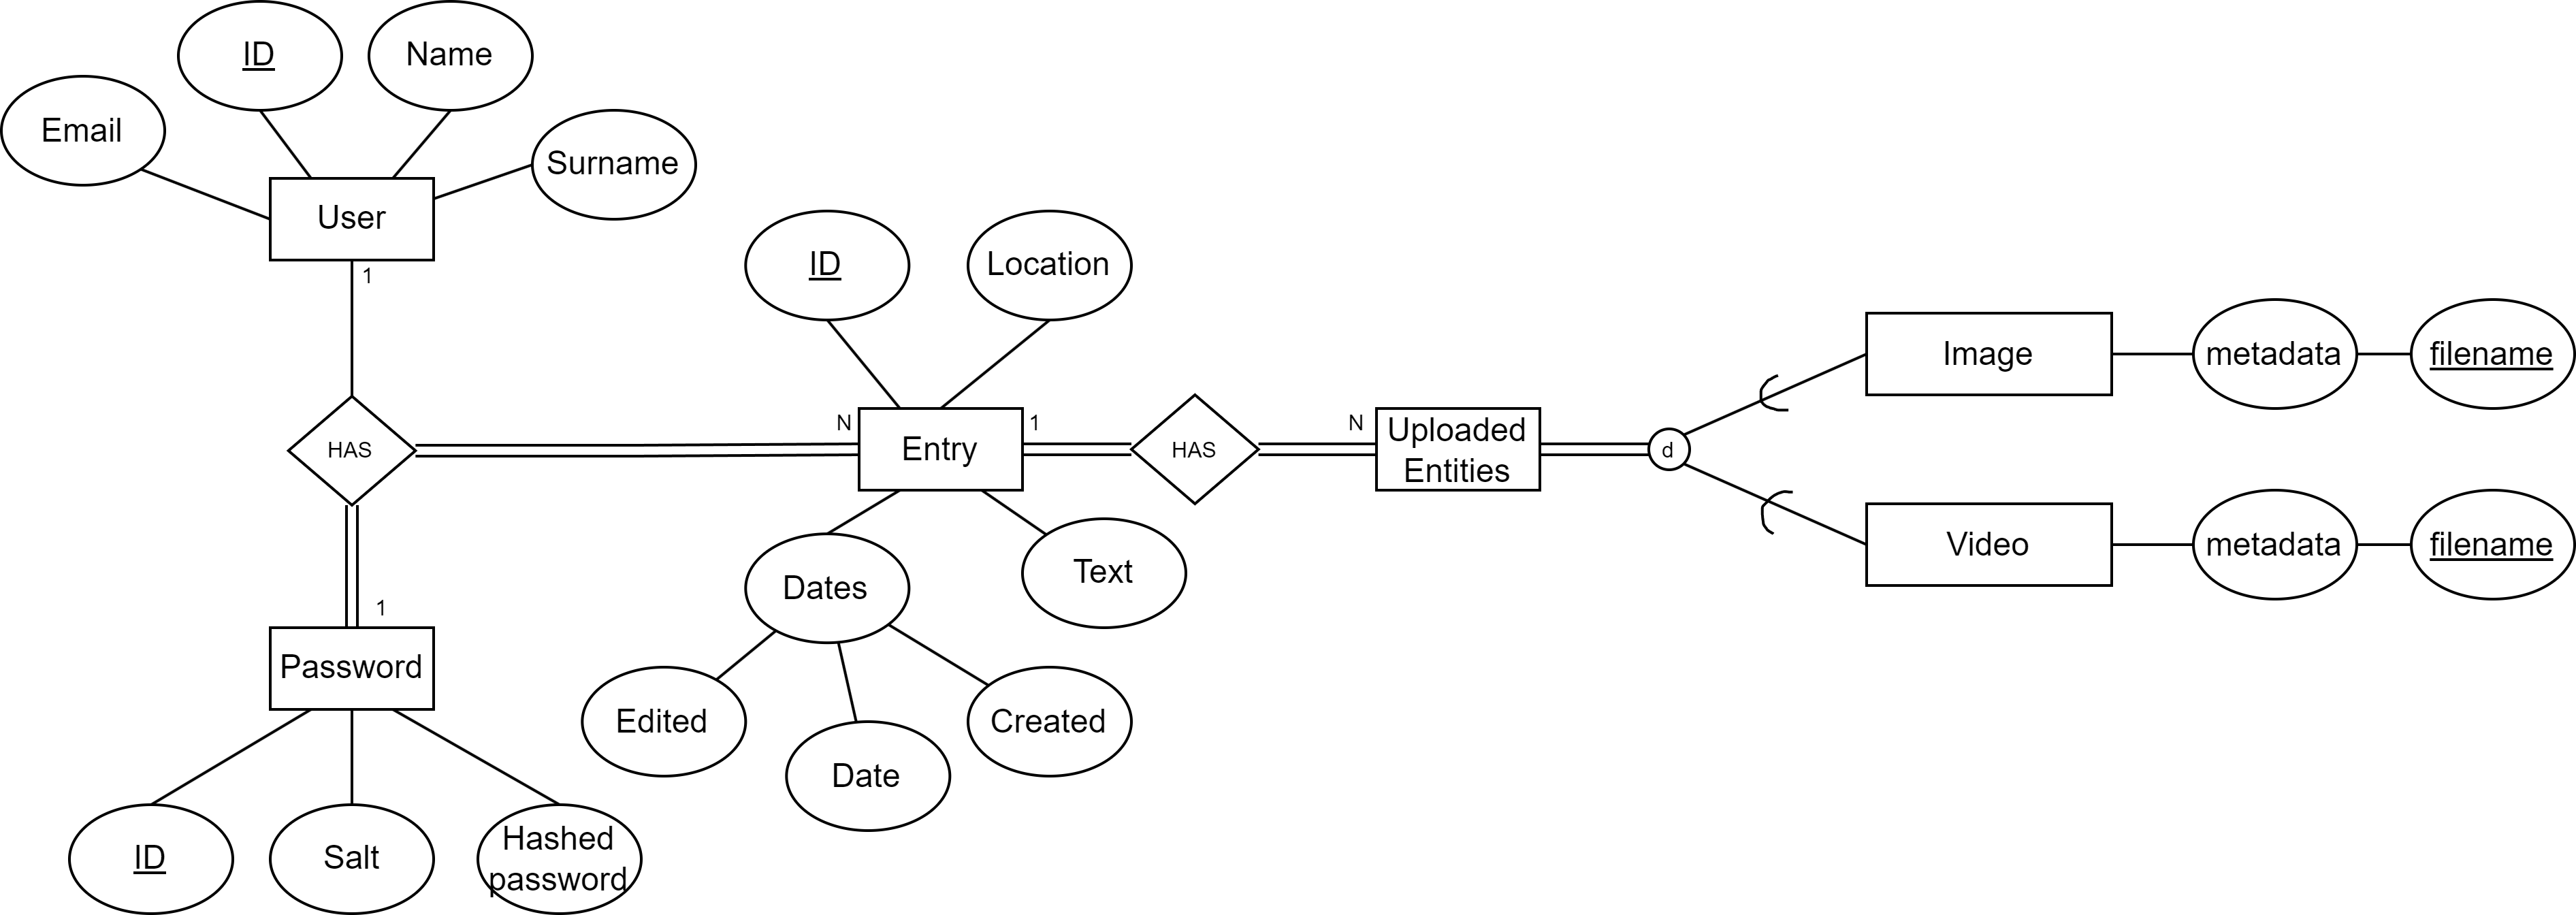 ID
Name
Email
Surname
User
1
ID
Location
HAS
N
Entry
1
HAS
N
Uploaded
Entities
d
Image
metadata
filename
Video
metadata
filename
Dates
Text
1
Password
Edited
Date
Created
ID
Salt
Hashed
password